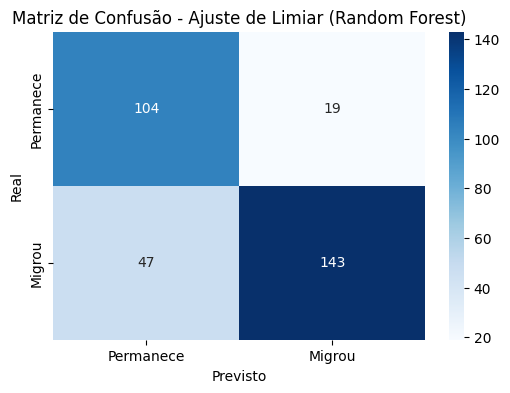 Matriz de Confusão - Ajuste de Limiar (Random Forest)
Real
Permanece
104
19
Migrou
47
143
Permanece
Migrou
Previsto
140
120
100
80
60
40
20